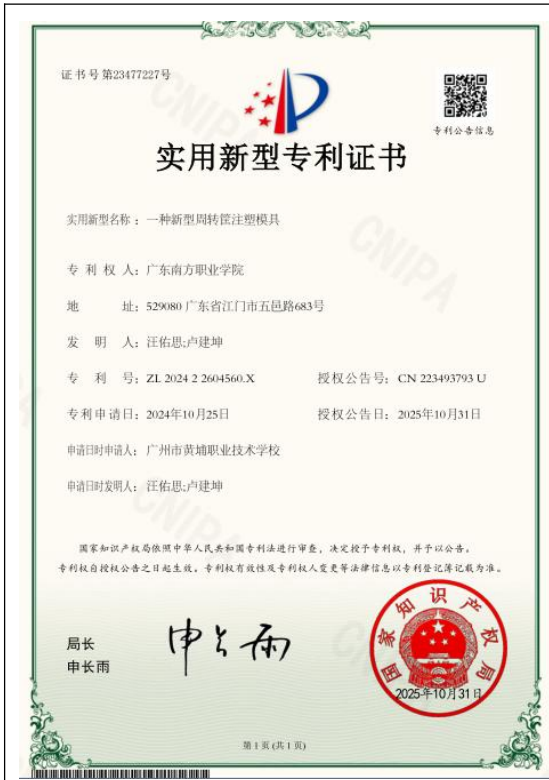 证书号第23477227号
专利公告信息
实用新型专利证书
实用新型名称：一种新型周转筐注塑模具
专利权人：广东南方职业学院
地址：529080 广东省江门市五邑路683号
发明人：汪佑思;卢建坤
专利号：ZL 2024 2 2604560.X 授权公告号：CN 223493793 U
专利申请日：2024年10月25日 授权公告日：2025年10月31日
申请日时申请人：广州市黄埔职业技术学校
申请日时发明人：汪佑思;卢建坤
国家知识产权局依照中华人民共和国专利法进行审查，决定授予专利权，并予以公告。
专利权自授权公告之日起生效。专利权有效性及专利权人变更等法律信息以专利登记簿记载为准。
局长
申长雨
申长雨
国家知识产权局
2025年10月31日
第1页(共1页)
CNIPA
CNIPA
CNIPA